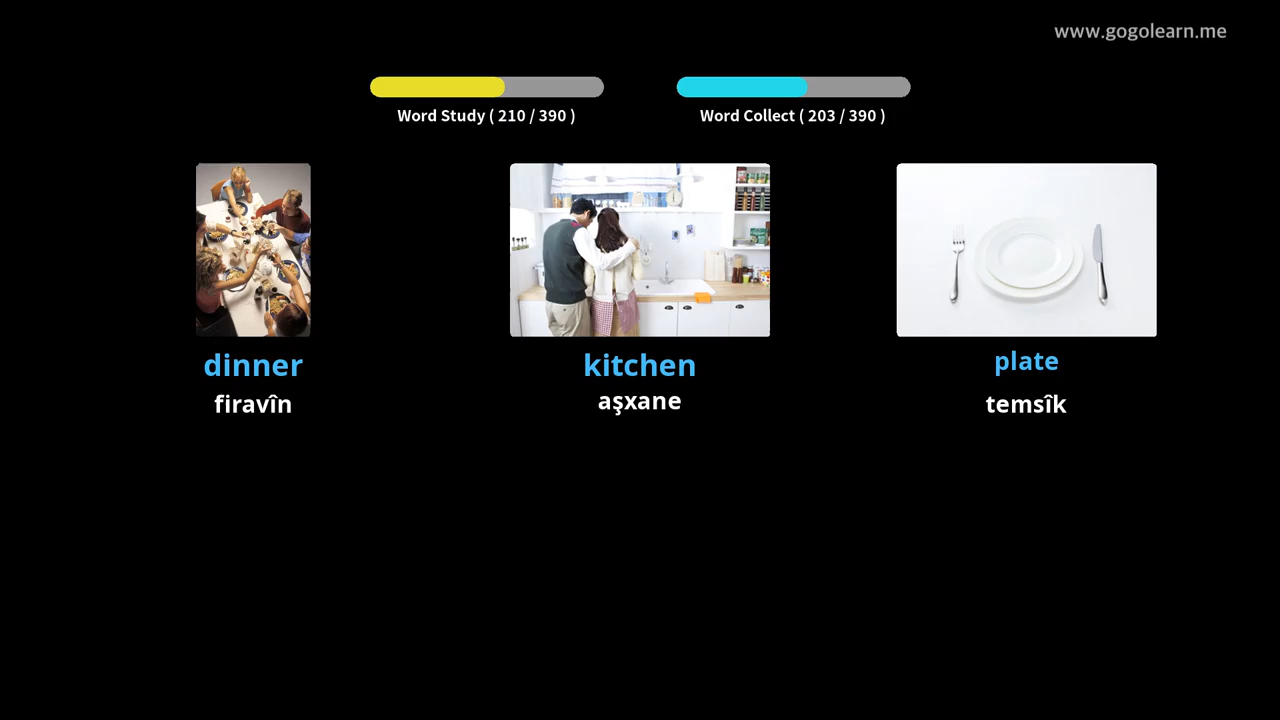 www.gogolearn.me
Word Study ( 210 / 390 )
Word Collect ( 203 / 390 )
dinner
firavîn
kitchen
aşxane
plate
temsîk